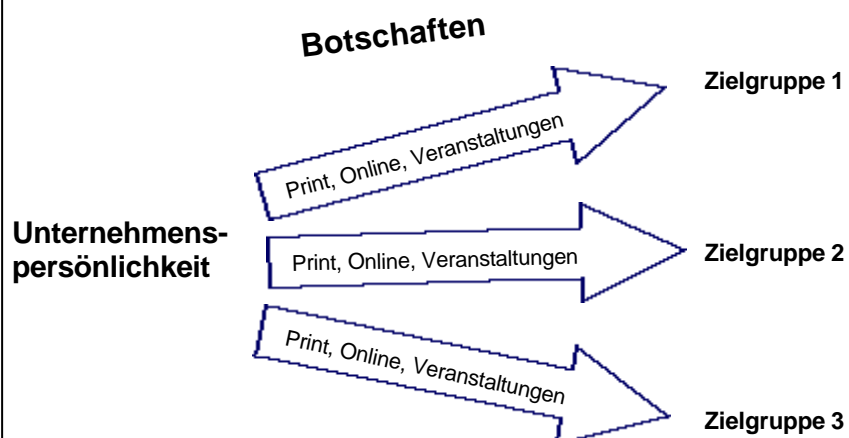 Botschaften
Zielgruppe 1
Print, Online, Veranstaltungen
Unternehmens-
persönlichkeit
Print, Online, Veranstaltungen
Zielgruppe 2
Print, Online, Veranstaltungen
Zielgruppe 3